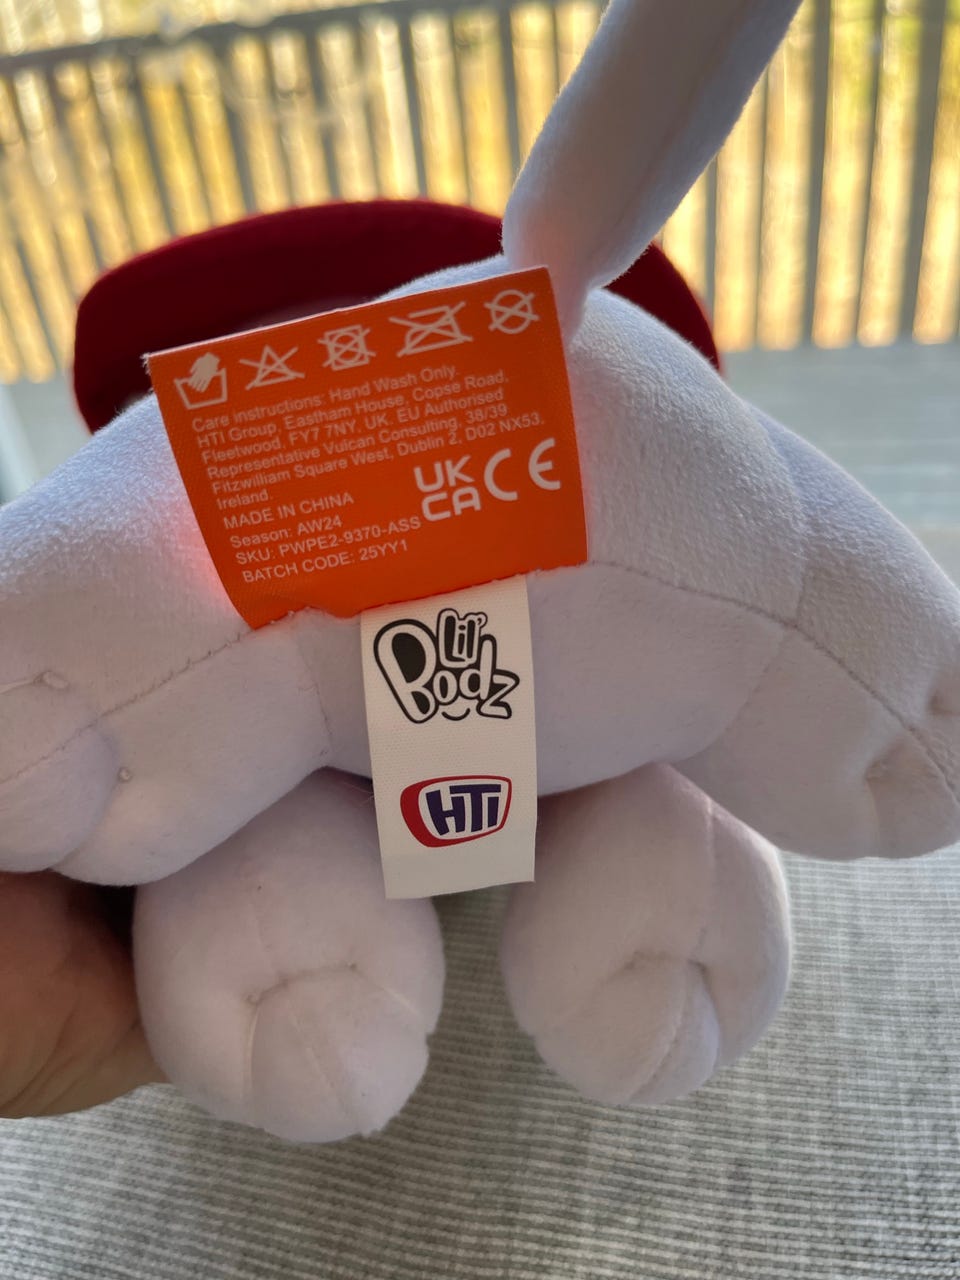 Care instructions: Hand Wash Only.
HTI Group, Eastham House, Copse Road,
Fleetwood, FY7 7NY. UK. EU Authorised
Representative Vulcan Consulting, 38/39
Fitzwilliam Square West, Dublin 2, D02 NX53,
Ireland.
MADE IN CHINA
Season: AW24
SKU: PWPE2-9370-ASS
BATCH CODE: 25YY1
UK
CA
CE
Lil'
Bodz
HTI